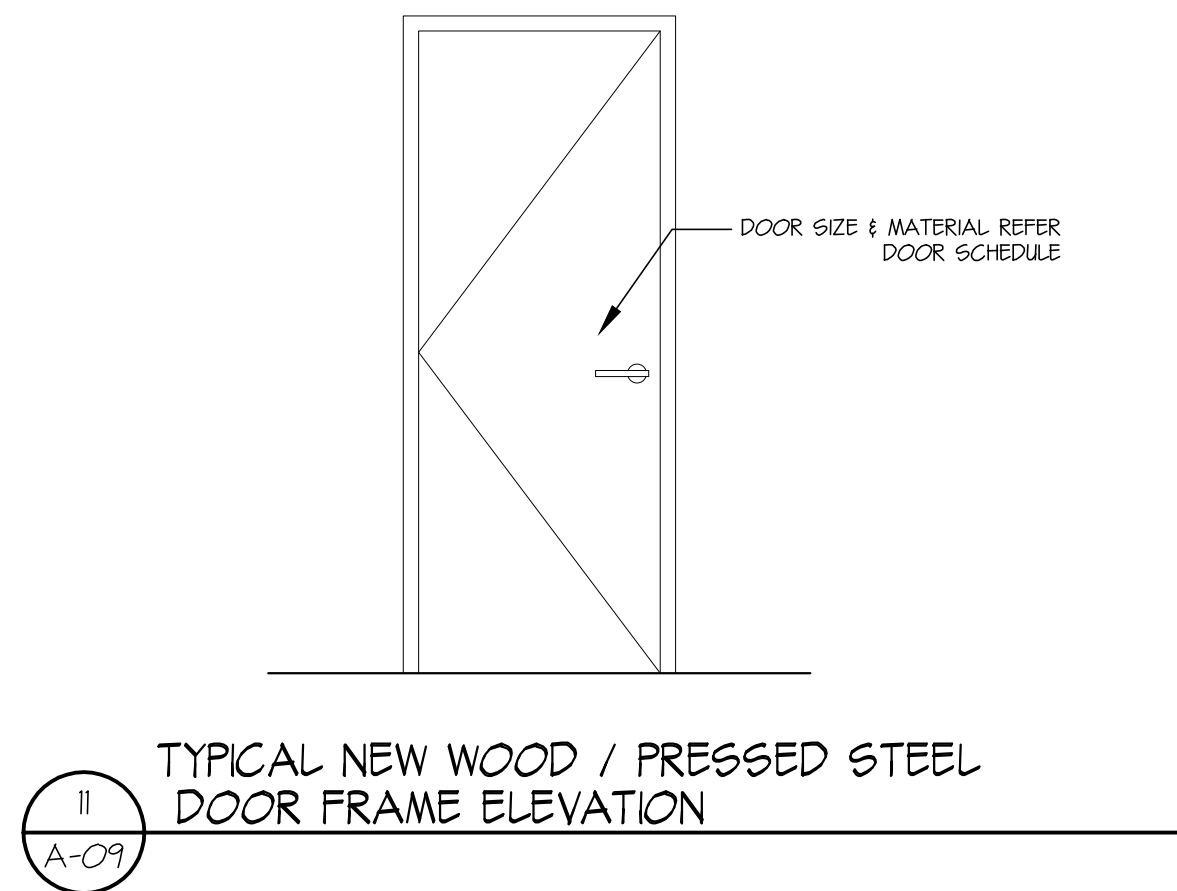 DOOR SIZE & MATERIAL REFER
DOOR SCHEDULE
TYPICAL NEW WOOD / PRESSED STEEL
DOOR FRAME ELEVATION
11
A-09